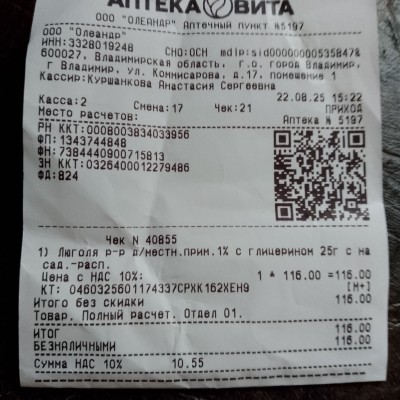 АПТЕКА ВИТА
ООО "ОЛЕАНДР" Аптечный пункт №5197
ООО "Олеандр"
ИНН:3328019248 СНО:ОСН mdlp:sid0000000053584​7&
600027, Владимирская область, г.о. город Владимир,
г Владимир, ул. Комиссарова, д.17, помещение 1
Кассир:Куршакова Анастасия Сергеевна
22.08.25 15:22
Касса:2 Смена:17 Чек:21 ПРИХОД
Место расчетов: Аптека № 5197
РН ККТ:0008003834033956
ФП:1343744848
ФН:7384440900715813
ЗН ККТ:0326400012279486
ФД:824
Чек N 40855
1) Люголя р-р д/местн.прим.1% с глицерином 25г с на
сад.-расп.
Цена с НДС 10%: 1 * 116.00 =116.00
КТ: 04603256011743​37CPXK162XEH9 [M+]
Итого без скидки 116.00
Товар. Полный расчет. Отдел 01.
ИТОГ 116.00
БЕЗНАЛИЧНЫМИ 116.00
Сумма НДС 10% 10.55